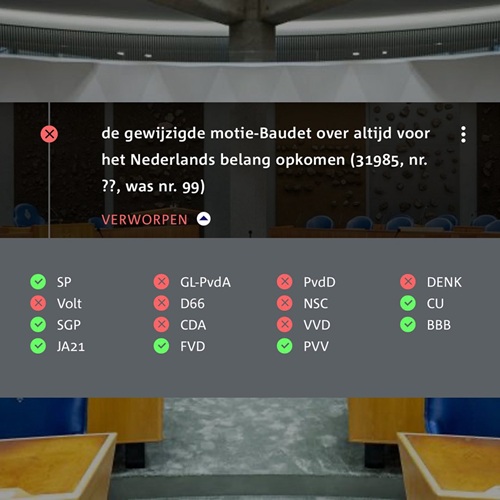 de gewijzigde motie-Baudet over altijd voor
het Nederlands belang opkomen (31985, nr.
??, was nr. 99)
VERWORPEN
SP GL-PvdA PvdD DENK
Volt D66 NSC CU
SGP CDA VVD BBB
JA21 FVD PVV